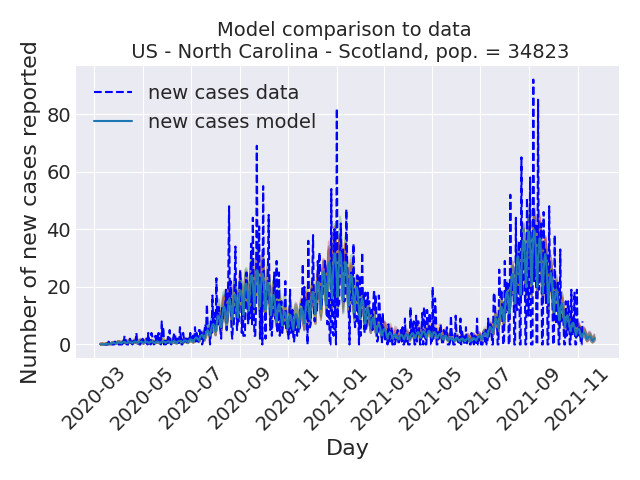 Model comparison to data
US - North Carolina - Scotland, pop. = 34823
Number of new cases reported
80
60
40
20
0
new cases data
new cases model
2020-03
2020-05
2020-07
2020-09
2020-11
2021-01
2021-03
2021-05
2021-07
2021-09
2021-11
Day